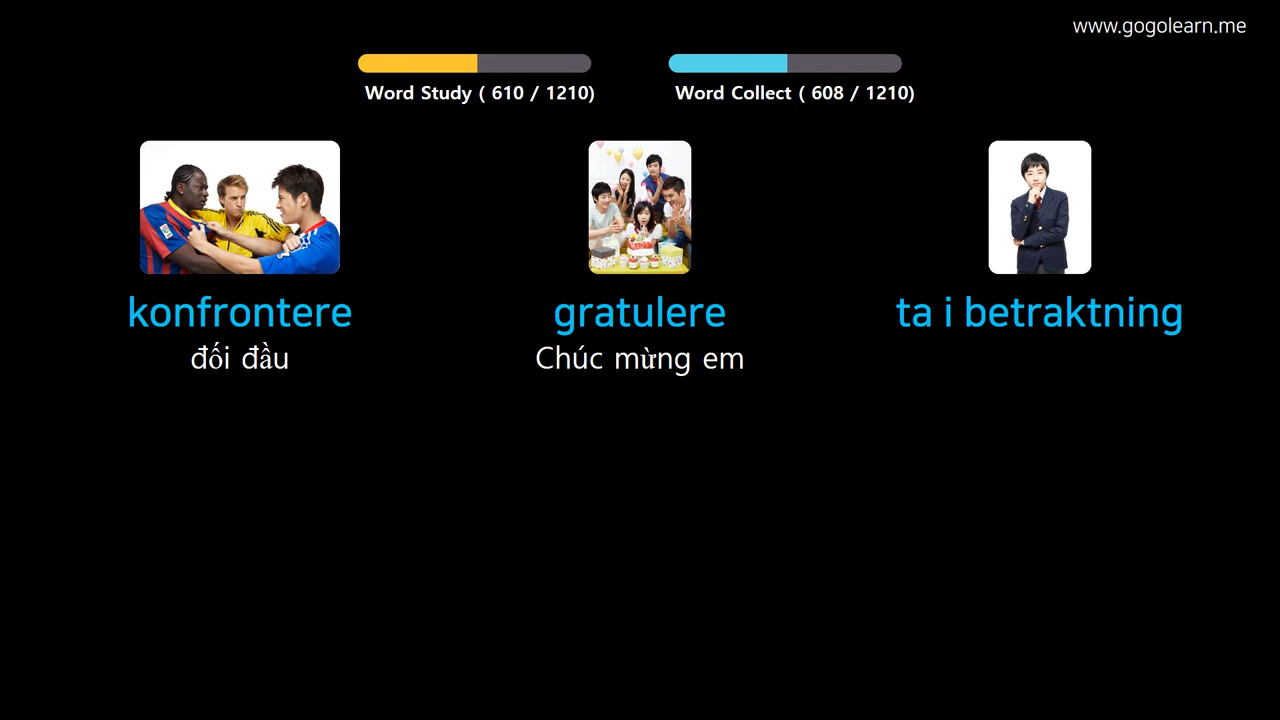 www.gogolearn.me
Word Study ( 610 / 1210)
Word Collect ( 608 / 1210)
konfrontere
gratulere
ta i betraktning
đối đầu
Chúc mừng em